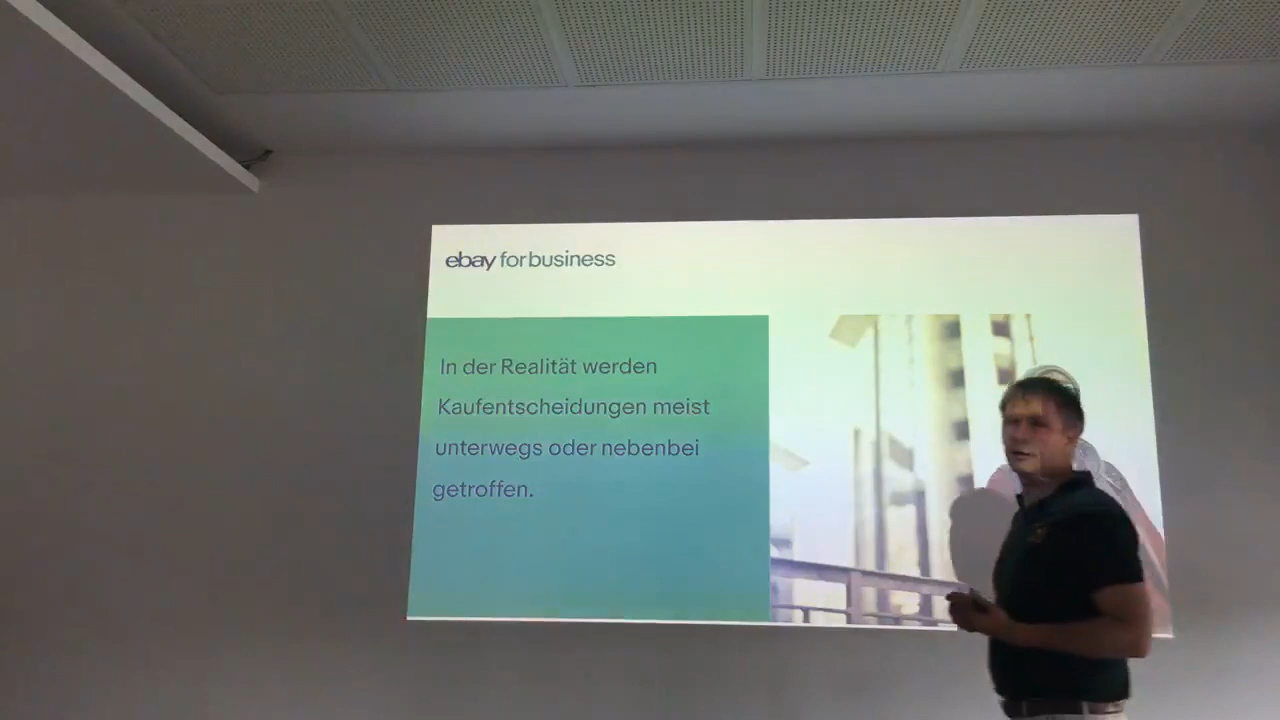 ebay for business
In der Realität werden
Kaufentscheidungen meist
unterwegs oder nebenbei
getroffen.